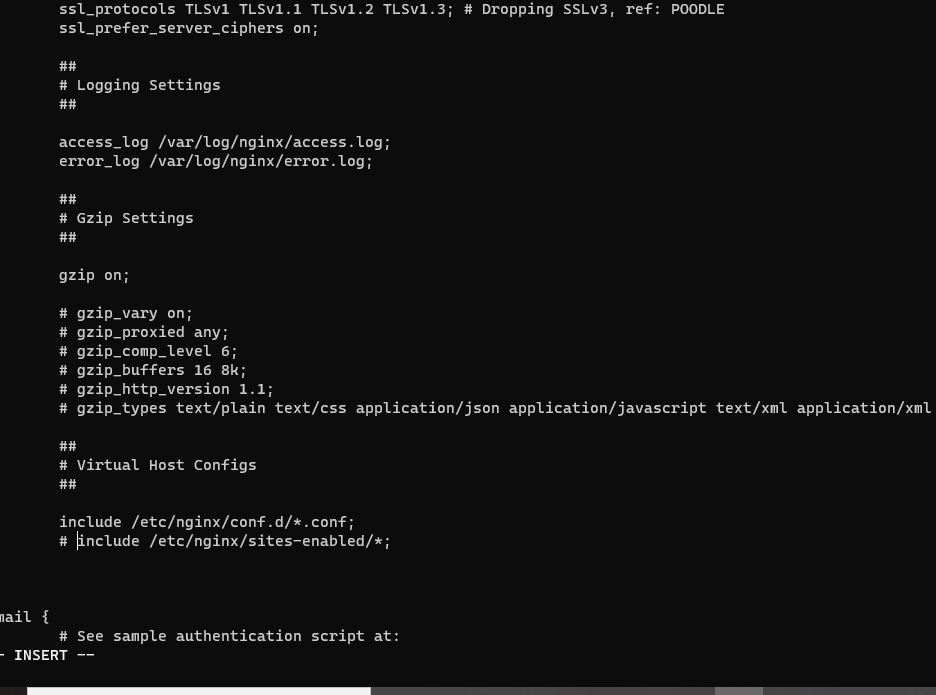 ssl_protocols TLSv1 TLSv1.1 TLSv1.2 TLSv1.3; # Dropping SSLv3, ref: POODLE
ssl_prefer_server_ciphers on;
##
# Logging Settings
##
access_log /var/log/nginx/access.log;
error_log /var/log/nginx/error.log;
##
# Gzip Settings
##
gzip on;
# gzip_vary on;
# gzip_proxied any;
# gzip_comp_level 6;
# gzip_buffers 16 8k;
# gzip_http_version 1.1;
# gzip_types text/plain text/css application/json application/javascript text/xml application/xml
##
# Virtual Host Configs
##
include /etc/nginx/conf.d/*.conf;
# include /etc/nginx/sites-enabled/*;
mail {
# See sample authentication script at:
- INSERT --